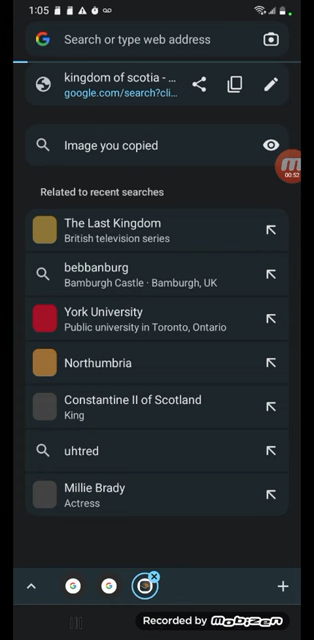 1:05
Search or type web address
kingdom of scotia - ...
google.com/search?cli...
Image you copied
00:52
Related to recent searches
The Last Kingdom
British television series
bebbanburg
Bamburgh Castle · Bamburgh, UK
York University
Public university in Toronto, Ontario
Northumbria
Constantine II of Scotland
King
uhtred
Millie Brady
Actress
Recorded by mobizen